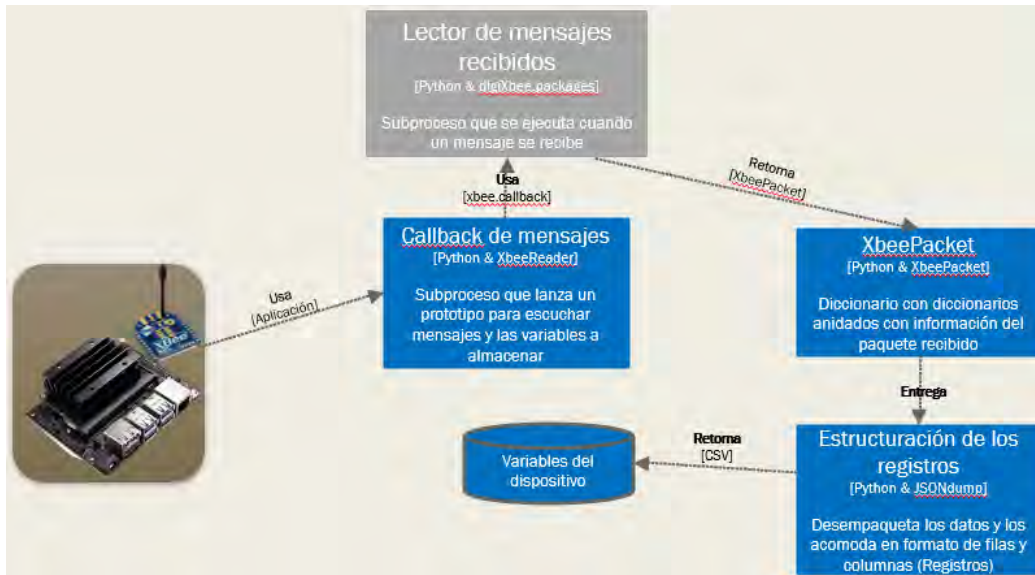 Lector de mensajes
recibidos
[Python & digiXbee.packages]
Subproceso que se ejecuta cuando
un mensaje se recibe
Usa
[xbee.callback]
Retorna
[XbeePacket]
Callback de mensajes
[Python & XbeeReader]
Subproceso que lanza un
prototipo para escuchar
mensajes y las variables a
almacenar
XbeePacket
[Python & XbeePacket]
Diccionario con diccionarios
anidados con información del
paquete recibido
Usa
[Aplicación]
XBee
Entrega
Estructuración de los
registros
[Python & JSONdump]
Desempaqueta los datos y los
acomoda en formato de filas y
columnas (Registros)
Retorna
[CSV]
Variables del
dispositivo